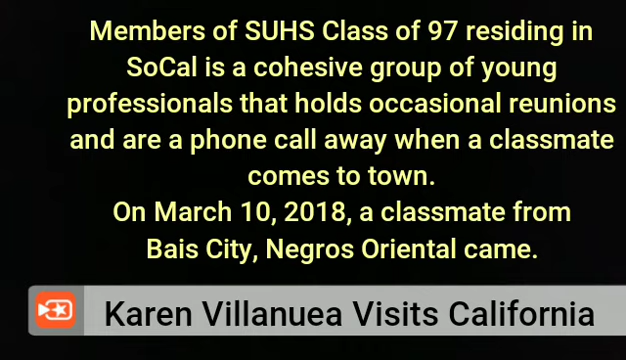 Members of SUHS Class of 97 residing in
SoCal is a cohesive group of young
professionals that holds occasional reunions
and are a phone call away when a classmate
comes to town.
On March 10, 2018, a classmate from
Bais City, Negros Oriental came.
Karen Villanuea Visits California